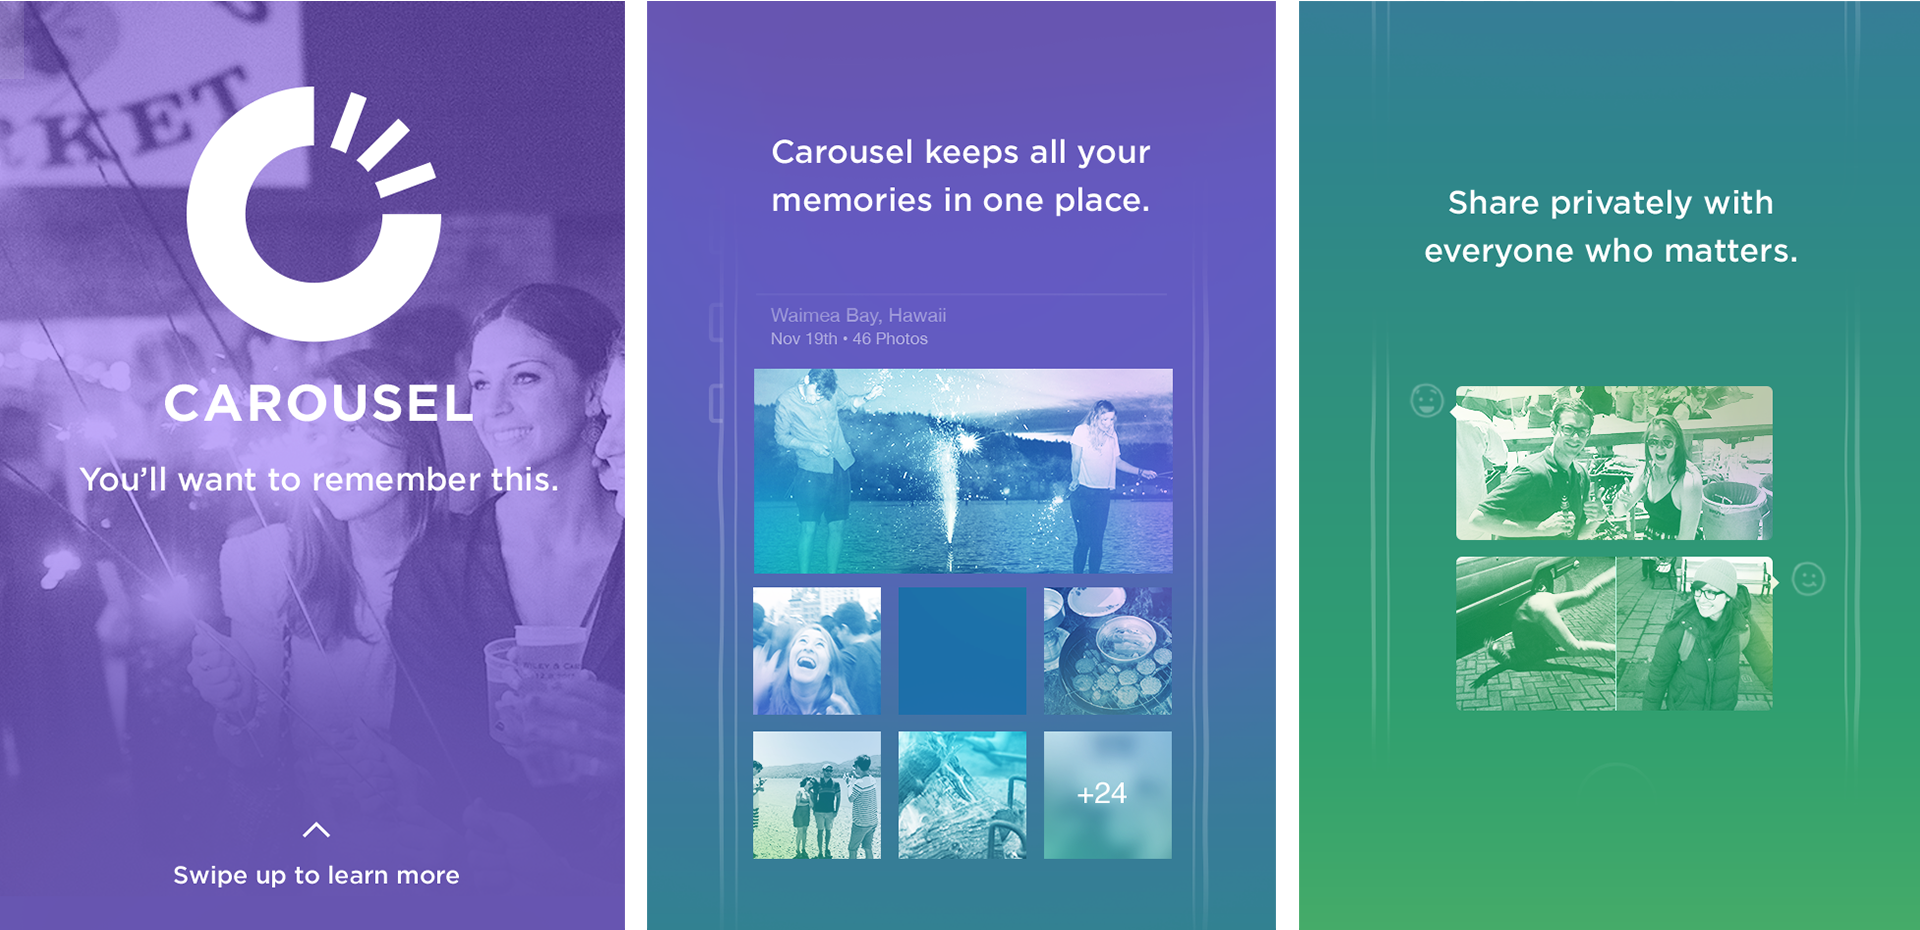 CAROUSEL
You’ll want to remember this.
Swipe up to learn more
Carousel keeps all your
memories in one place.
Waimea Bay, Hawaii
Nov 19th • 46 Photos
+24
Share privately with
everyone who matters.